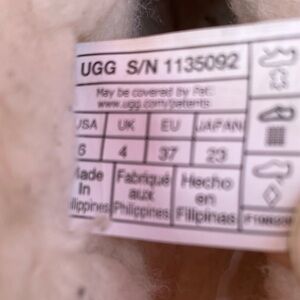 UGG S/N 1135092
May be covered by Pat.:
www.ugg.com/patents
USA UK EU JAPAN
6 4 37 23
Made In Philippines
Fabriqué aux Philippines
Hecho en Filipinas